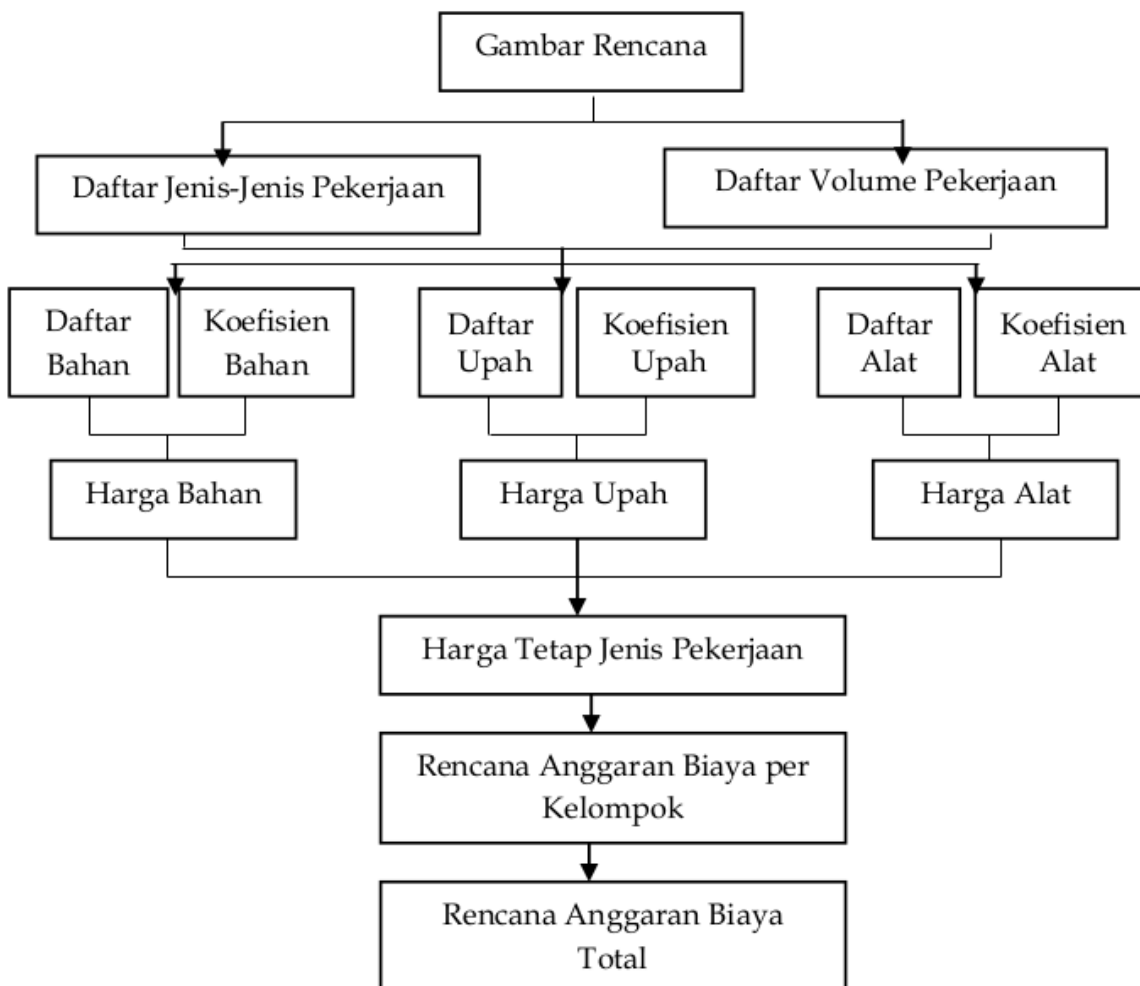 Gambar Rencana
Daftar Jenis-Jenis Pekerjaan
Daftar Volume Pekerjaan
Daftar
Bahan
Koefisien
Bahan
Daftar
Upah
Koefisien
Upah
Daftar
Alat
Koefisien
Alat
Harga Bahan
Harga Upah
Harga Alat
Harga Tetap Jenis Pekerjaan
Rencana Anggaran Biaya per
Kelompok
Rencana Anggaran Biaya
Total